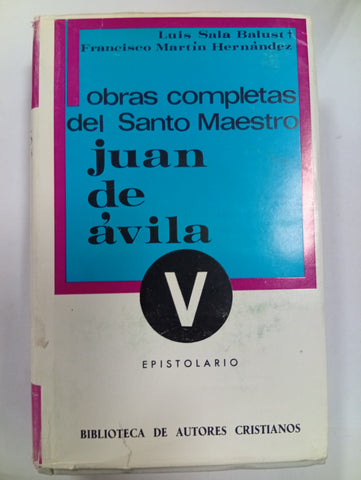 Luis Sala Balust †
Francisco Martín Hernández
obras completas
del Santo Maestro
juan
de
ávila
V
EPISTOLARIO
BIBLIOTECA DE AUTORES CRISTIANOS